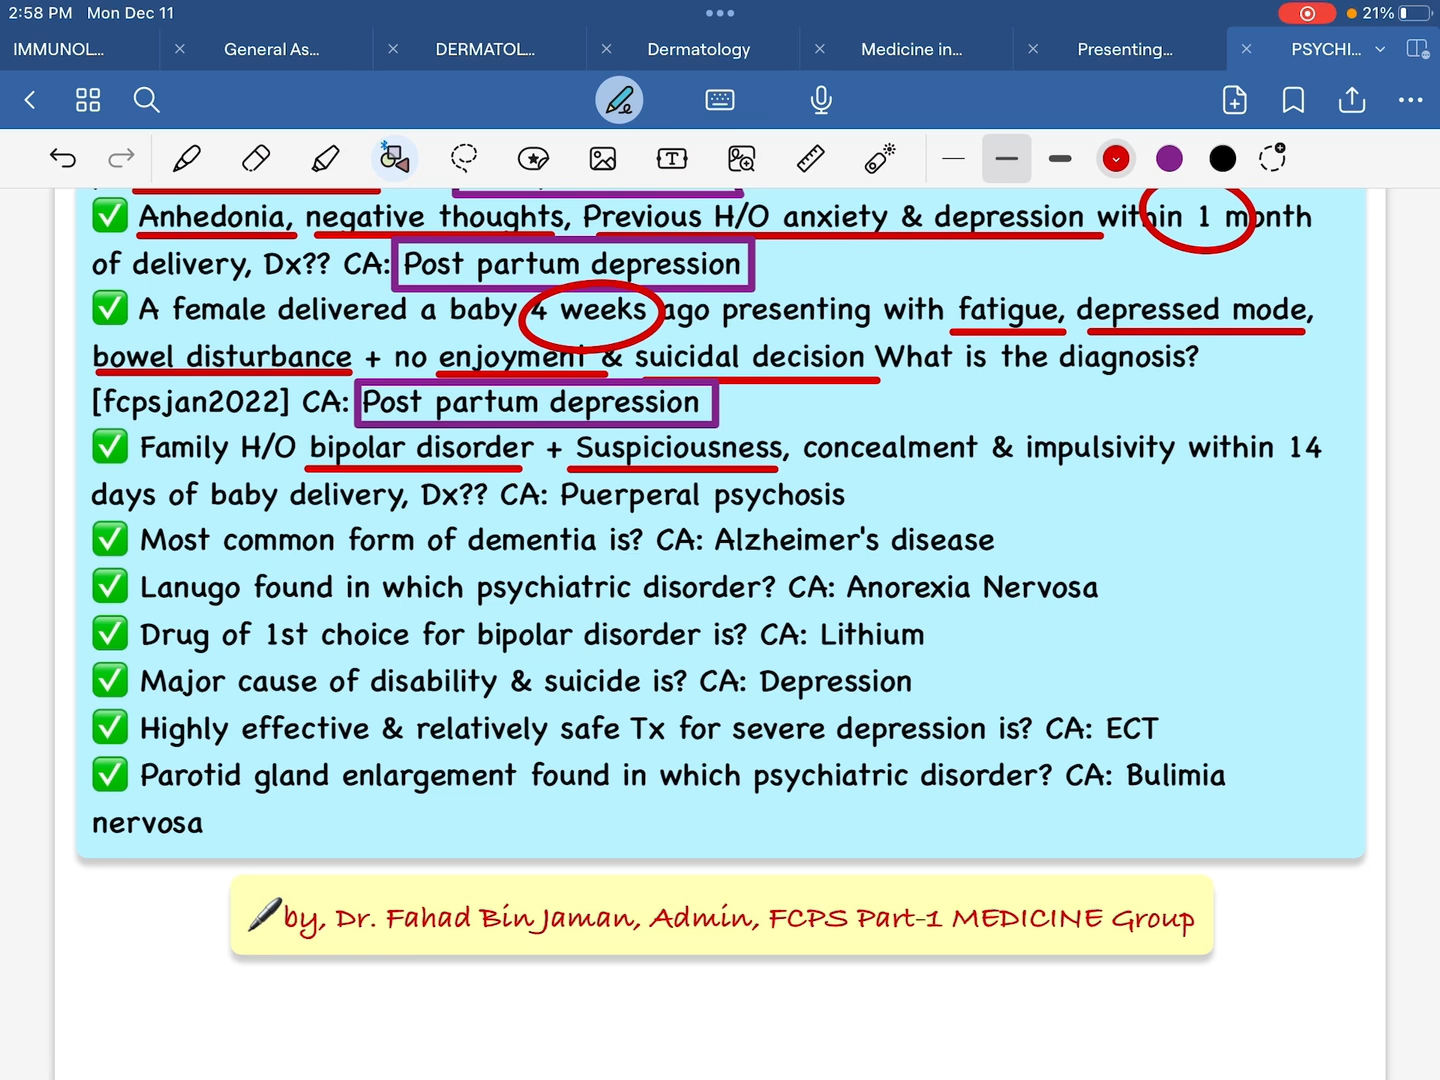 2:58 PM Mon Dec 11
21%
IMMUNOL...
General As...
DERMATOL...
Dermatology
Medicine in...
Presenting...
PSYCHI...
✅ Anhedonia, negative thoughts, Previous H/O anxiety & depression within 1 month
of delivery, Dx?? CA: Post partum depression
✅ A female delivered a baby 4 weeks ago presenting with fatigue, depressed mode,
bowel disturbance + no enjoyment & suicidal decision What is the diagnosis?
[fcpsjan2022] CA: Post partum depression
✅ Family H/O bipolar disorder + Suspiciousness, concealment & impulsivity within 14
days of baby delivery, Dx?? CA: Puerperal psychosis
✅ Most common form of dementia is? CA: Alzheimer's disease
✅ Lanugo found in which psychiatric disorder? CA: Anorexia Nervosa
✅ Drug of 1st choice for bipolar disorder is? CA: Lithium
✅ Major cause of disability & suicide is? CA: Depression
✅ Highly effective & relatively safe Tx for severe depression is? CA: ECT
✅ Parotid gland enlargement found in which psychiatric disorder? CA: Bulimia
nervosa
by, Dr. Fahad Bin Jaman, Admin, FCPS Part-1 MEDICINE Group